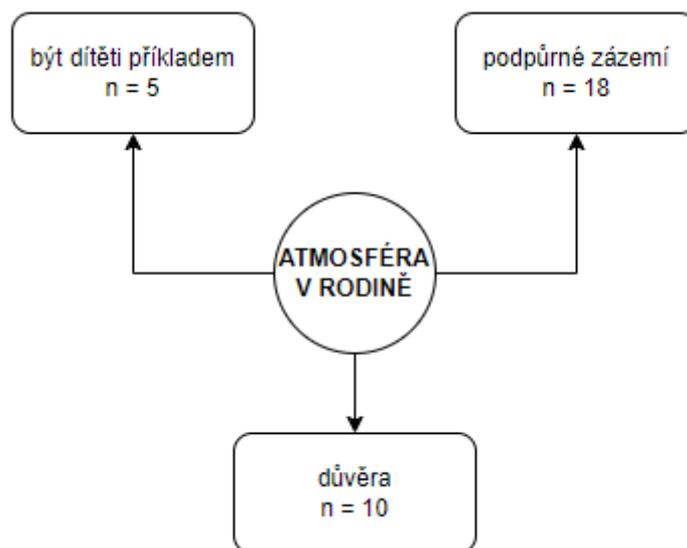 být dítěti příkladem
n = 5
podpůrné zázemí
n = 18
ATMOSFÉRA
V RODINĚ
důvěra
n = 10